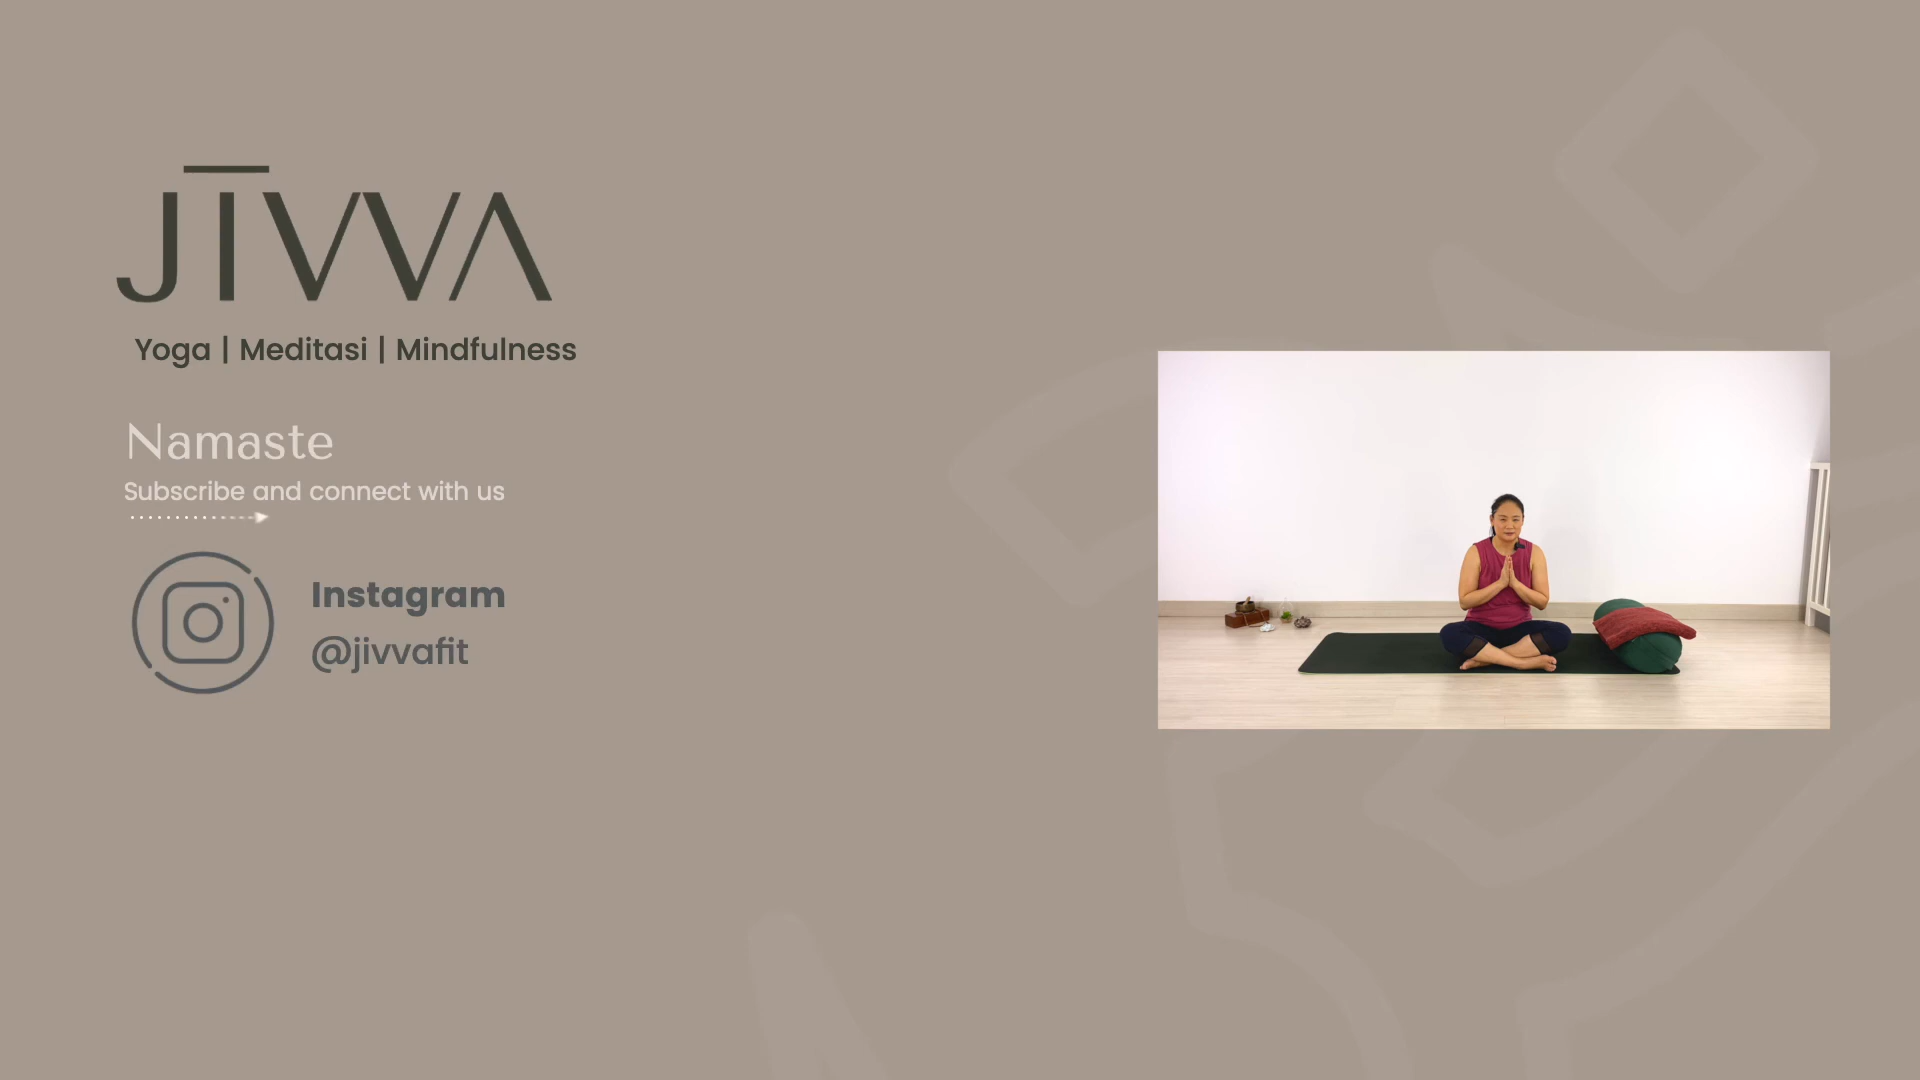 JĪVVA
Yoga | Meditasi | Mindfulness
Namaste
Subscribe and connect with us
Instagram
@jivvafit